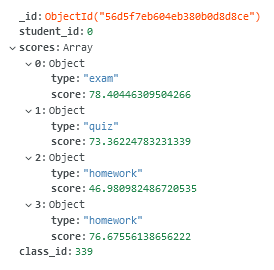 _id: ObjectId("56d5f7eb604eb380b0d8d8ce")
student_id: 0
scores: Array
0: Object
type: "exam"
score: 78.40446309504266
1: Object
type: "quiz"
score: 73.36224783231339
2: Object
type: "homework"
score: 46.980982486720535
3: Object
type: "homework"
score: 76.67556138656222
class_id: 339